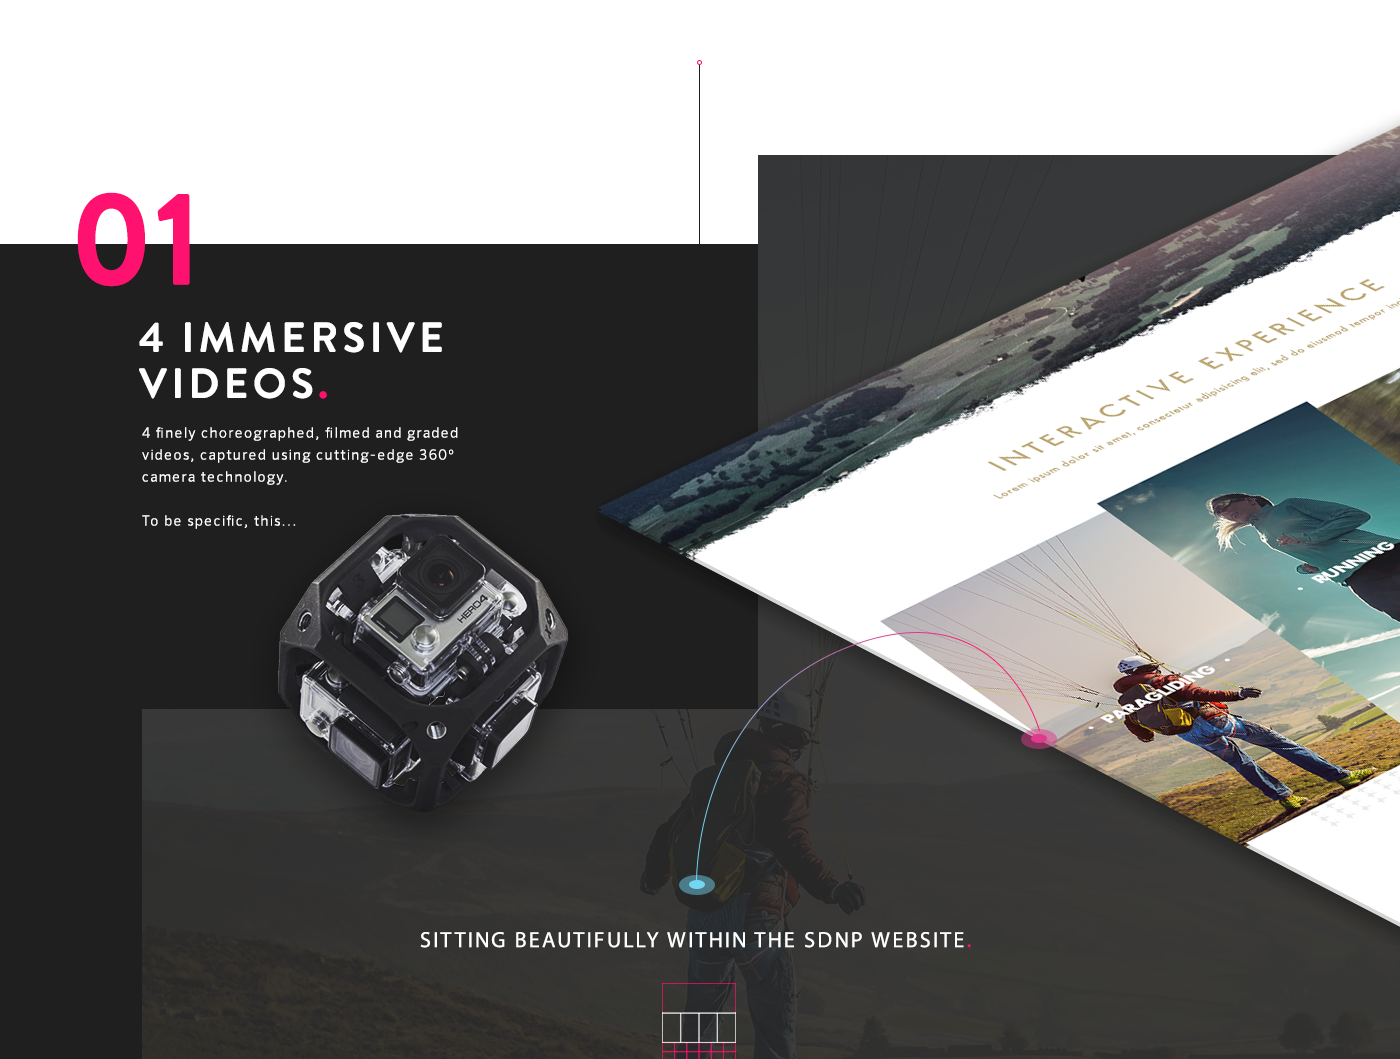 01
4 IMMERSIVE
VIDEOS.
4 finely choreographed, filmed and graded
videos, captured using cutting-edge 360°
camera technology.
To be specific, this...
HERO4
INTERACTIVE EXPERIENCE
Lorem ipsum dolor sit amet, consectetur adipisicing elit, sed do eiusmod tempor
RUNNING
PARAGLIDING
SITTING BEAUTIFULLY WITHIN THE SDNP WEBSITE.